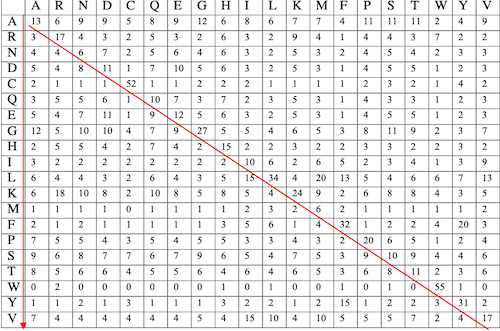 A R N D C Q E G H I L K M F P S T W Y V
A 13 6 9 9 5 8 9 12 6 8 6 7 7 4 11 11 11 2 4 9
R 3 17 4 3 2 5 3 2 6 3 2 9 4 1 4 4 3 7 2 2
N 4 4 6 7 2 5 6 4 6 3 2 5 3 2 4 5 4 2 3 3
D 5 4 8 11 1 7 10 5 6 3 2 5 3 1 4 5 5 1 2 3
C 2 1 1 1 52 1 1 2 2 2 1 1 1 1 2 3 2 1 4 2
Q 3 5 5 6 1 10 7 3 7 2 3 5 3 1 4 3 3 1 2 3
E 5 4 7 11 1 9 12 5 6 3 2 5 3 1 4 5 5 1 2 3
G 12 5 10 10 4 7 9 27 5 5 4 6 5 3 8 11 9 2 3 7
H 2 5 5 4 2 7 4 2 15 2 2 3 2 2 3 3 2 2 3 2
I 3 2 2 2 2 2 2 2 2 10 6 2 6 5 2 3 4 1 3 9
L 6 4 4 3 2 6 4 3 5 15 34 4 20 13 5 4 6 6 7 13
K 6 18 10 8 2 10 8 5 8 5 4 24 9 2 6 8 8 4 3 5
M 1 1 1 1 0 1 1 1 1 2 3 2 6 2 1 1 1 1 1 2
F 2 1 2 1 1 1 1 1 3 5 6 1 4 32 1 2 2 4 20 3
P 7 5 5 4 3 5 4 5 5 3 3 4 3 2 20 6 5 1 2 4
S 9 6 8 7 7 6 7 9 6 5 4 7 5 3 9 10 9 4 4 6
T 8 5 6 6 4 5 5 6 4 6 4 6 5 3 6 8 11 2 3 6
W 0 2 0 0 0 0 0 0 1 0 1 0 0 1 0 1 0 55 1 0
Y 1 1 2 1 3 1 1 1 3 2 2 1 2 15 1 2 2 3 31 2
V 7 4 4 4 4 4 4 5 4 15 10 4 10 5 5 5 7 2 4 17